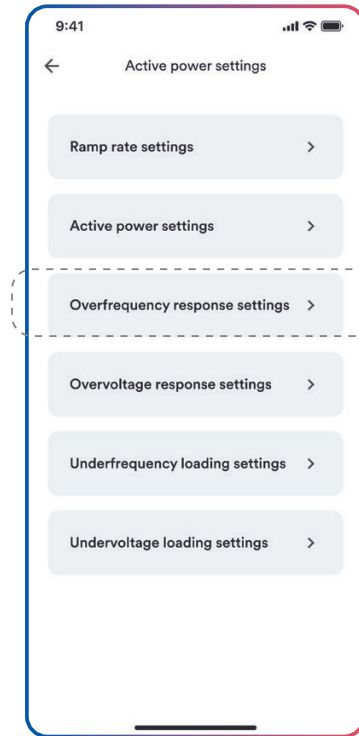 9:41
Active power settings
Ramp rate settings
Active power settings
Overfrequency response settings
Overvoltage response settings
Underfrequency loading settings
Undervoltage loading settings